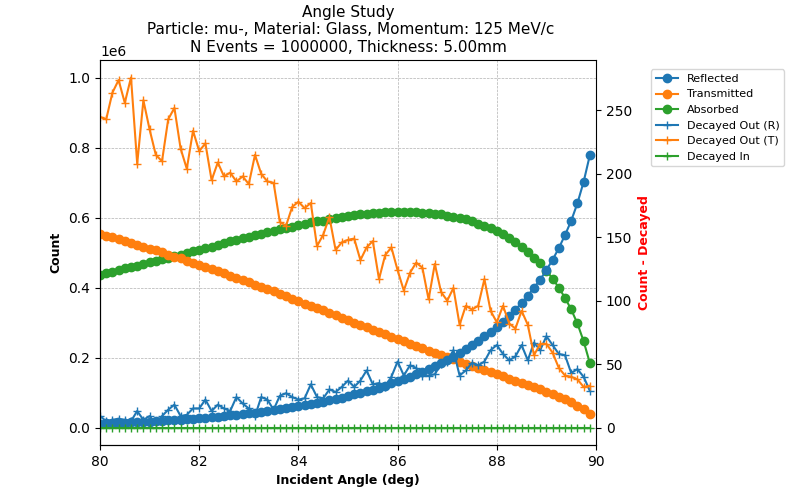 Angle Study
Particle: mu-, Material: Glass, Momentum: 125 MeV/c
N Events = 1000000, Thickness: 5.00mm
1e6
1.0
0.8
0.6
0.4
0.2
0.0
Count
80
82
84
86
88
90
Incident Angle (deg)
250
200
150
100
50
0
Count - Decayed
Reflected
Transmitted
Absorbed
Decayed Out (R)
Decayed Out (T)
Decayed In